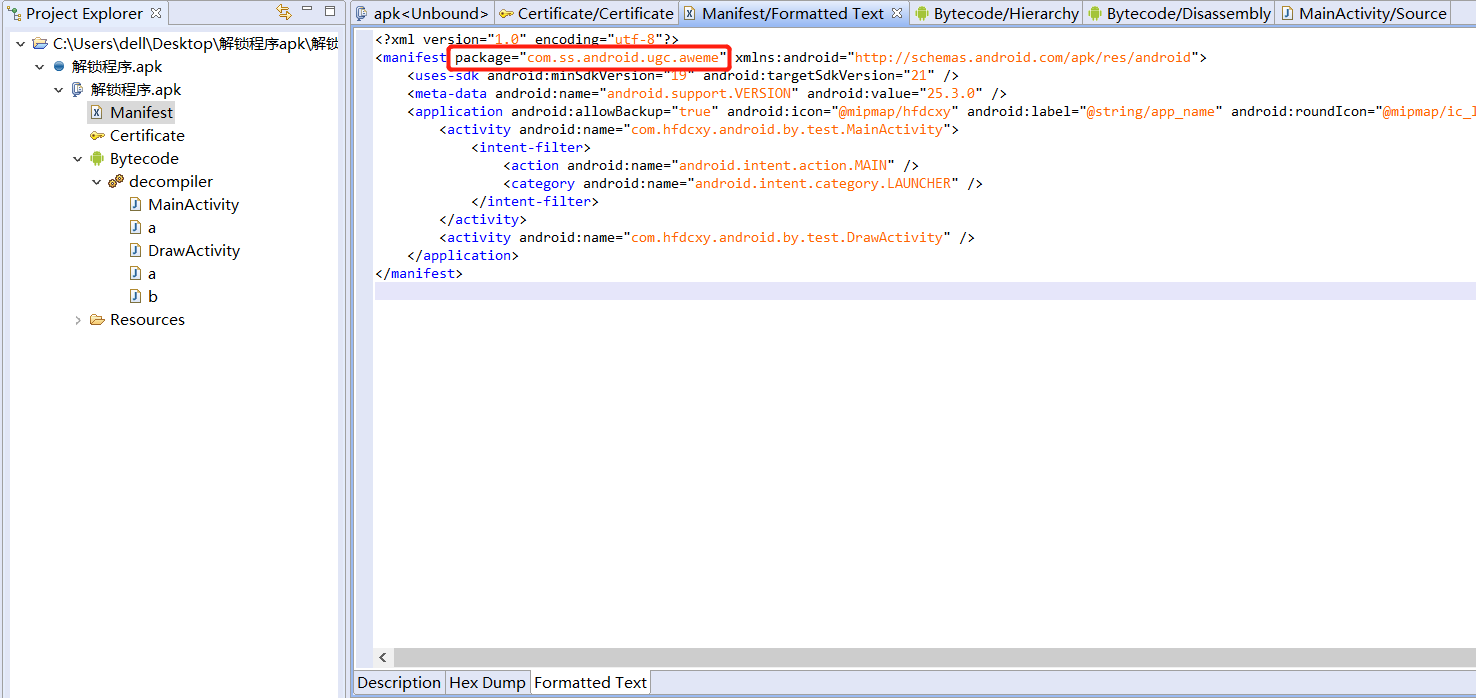 Project Explorer
apk<Unbound> Certificate/Certificate Manifest/Formatted Text Bytecode/Hierarchy Bytecode/Disassembly MainActivity/Source
C:\Users\dell\Desktop\解锁程序apk\解锁
解锁程序.apk
解锁程序.apk
Manifest
Certificate
Bytecode
decompiler
MainActivity
a
DrawActivity
a
b
Resources
<?xml version="1.0" encoding="utf-8"?>
<manifest package="com.ss.android.ugc.aweme" xmlns:android="http://schemas.android.com/apk/res/android">
<uses-sdk android:minSdkVersion="19" android:targetSdkVersion="21" />
<meta-data android:name="android.support.VERSION" android:value="25.3.0" />
<application android:allowBackup="true" android:icon="@mipmap/hfdcxy" android:label="@string/app_name" android:roundIcon="@mipmap/ic_l
<activity android:name="com.hfdcxy.android.by.test.MainActivity">
<intent-filter>
<action android:name="android.intent.action.MAIN" />
<category android:name="android.intent.category.LAUNCHER" />
</intent-filter>
</activity>
<activity android:name="com.hfdcxy.android.by.test.DrawActivity" />
</application>
</manifest>
Description Hex Dump Formatted Text